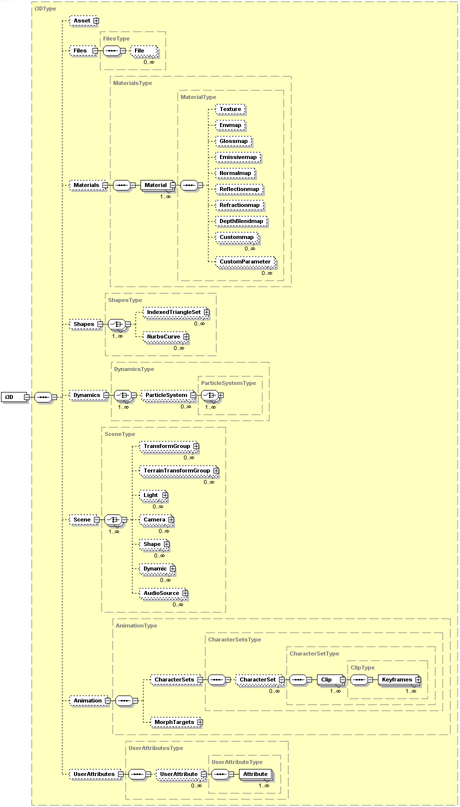 i3DType
Asset
FilesType
Files
File
0..∞
MaterialsType
MaterialType
Texture
Envmap
Glossmap
Emissivemap
Materials
Material
1..∞
Normalmap
Reflectionmap
Refractionmap
DepthBlendmap
Custommap
0..∞
CustomParameter
0..∞
ShapesType
IndexedTriangleSet
0..∞
Shapes
1..∞
NurbsCurve
0..∞
DynamicsType
ParticleSystemType
i3D
Dynamics
1..∞
ParticleSystem
0..∞
1..∞
SceneType
TransformGroup
0..∞
TerrainTransformGroup
0..∞
Light
0..∞
Scene
1..∞
Camera
0..∞
Shape
0..∞
Dynamic
0..∞
AudioSource
0..∞
AnimationType
CharacterSetsType
CharacterSetType
ClipType
CharacterSets
CharacterSet
0..∞
Clip
1..∞
Keyframes
1..∞
Animation
MorphTargets
UserAttributesType
UserAttributeType
UserAttributes
UserAttribute
0..∞
Attribute
1..∞